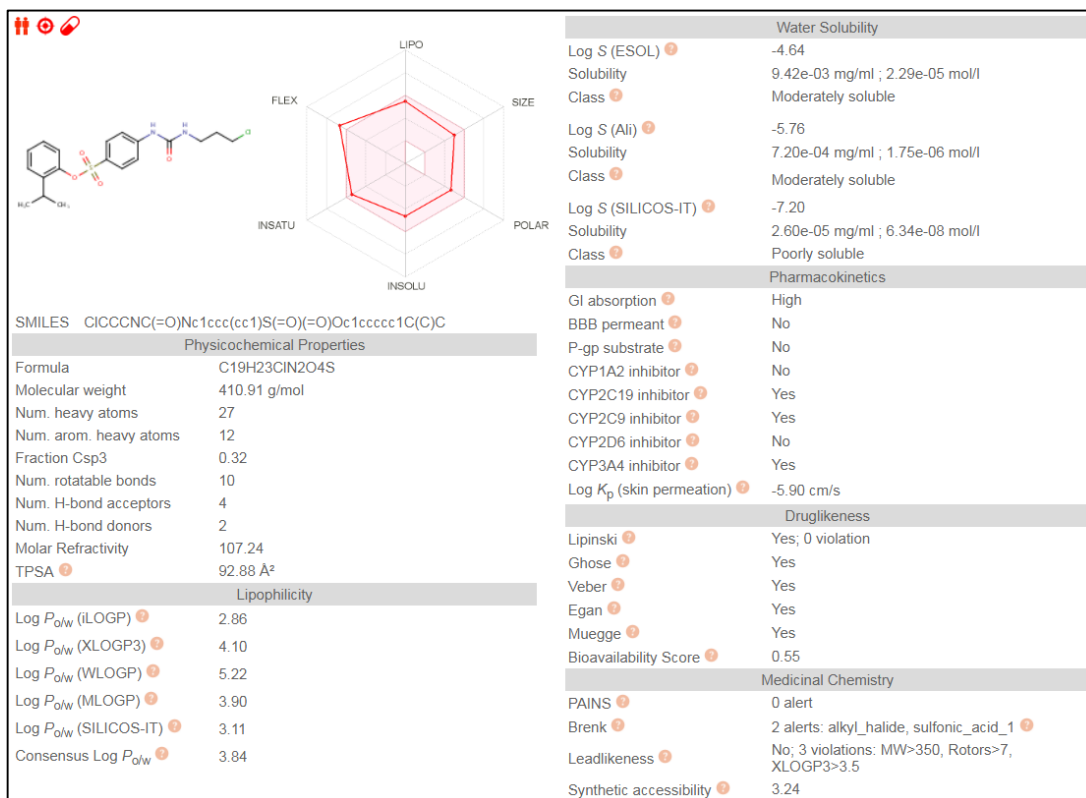 LIPO
FLEX
SIZE
INSATU
POLAR
INSOLU
H
N
H
N
Cl
O
O
S
O
O
H₃C
CH₃
SMILES ClCCCNC(=O)Nc1ccc(cc1)S(=O)(=O)Oc1ccccc1C(C)C
Physicochemical Properties
Formula C19H23ClN2O4S
Molecular weight 410.91 g/mol
Num. heavy atoms 27
Num. arom. heavy atoms 12
Fraction Csp3 0.32
Num. rotatable bonds 10
Num. H-bond acceptors 4
Num. H-bond donors 2
Molar Refractivity 107.24
TPSA ? 92.88 Å²
Lipophilicity
Log Po/w (iLOGP) ? 2.86
Log Po/w (XLOGP3) ? 4.10
Log Po/w (WLOGP) ? 5.22
Log Po/w (MLOGP) ? 3.90
Log Po/w (SILICOS-IT) ? 3.11
Consensus Log Po/w ? 3.84
Water Solubility
Log S (ESOL) ? -4.64
Solubility 9.42e-03 mg/ml ; 2.29e-05 mol/l
Class ? Moderately soluble
Log S (Ali) ? -5.76
Solubility 7.20e-04 mg/ml ; 1.75e-06 mol/l
Class ? Moderately soluble
Log S (SILICOS-IT) ? -7.20
Solubility 2.60e-05 mg/ml ; 6.34e-08 mol/l
Class ? Poorly soluble
Pharmacokinetics
GI absorption ? High
BBB permeant ? No
P-gp substrate ? No
CYP1A2 inhibitor ? No
CYP2C19 inhibitor ? Yes
CYP2C9 inhibitor ? Yes
CYP2D6 inhibitor ? No
CYP3A4 inhibitor ? Yes
Log Kp (skin permeation) ? -5.90 cm/s
Druglikeness
Lipinski ? Yes; 0 violation
Ghose ? Yes
Veber ? Yes
Egan ? Yes
Muegge ? Yes
Bioavailability Score ? 0.55
Medicinal Chemistry
PAINS ? 0 alert
Brenk ? 2 alerts: alkyl_halide, sulfonic_acid_1 ?
Leadlikeness ? No; 3 violations: MW>350, Rotors>7,
XLOGP3>3.5
Synthetic accessibility ? 3.24